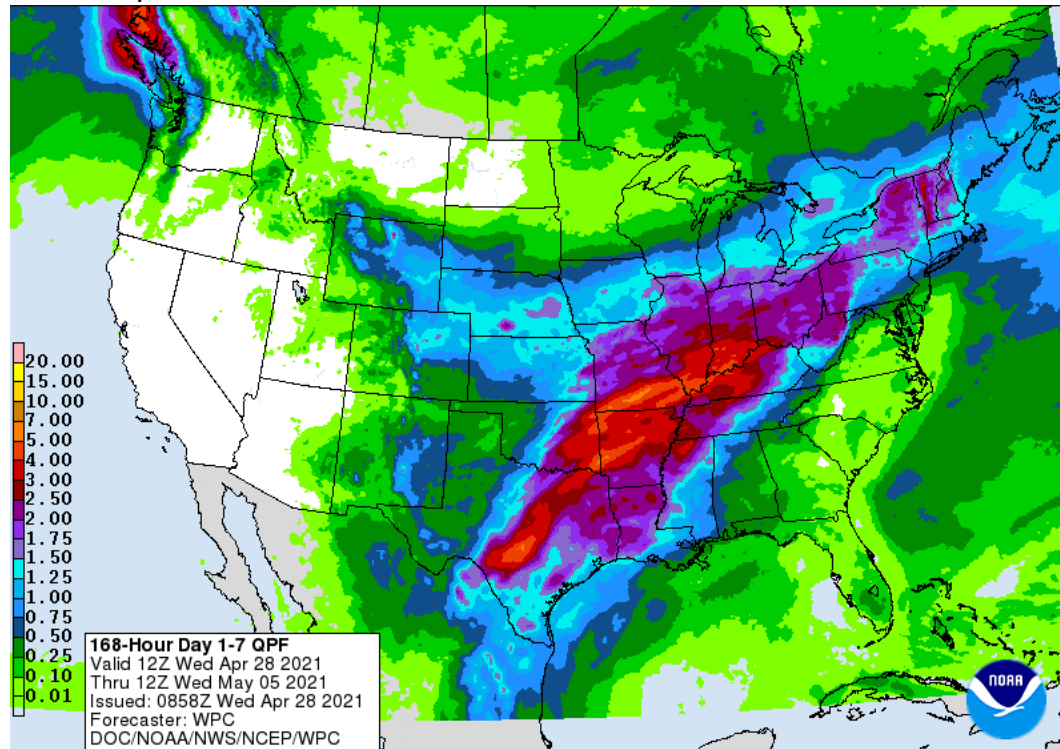 20.00
15.00
10.00
7.00
5.00
4.00
3.00
2.50
2.00
1.75
1.50
1.25
1.00
0.75
0.50
0.25
0.10
0.01
168-Hour Day 1-7 QPF
Valid 12Z Wed Apr 28 2021
Thru 12Z Wed May 05 2021
Issued: 0858Z Wed Apr 28 2021
Forecaster: WPC
DOC/NOAA/NWS/NCEP/WPC
NOAA